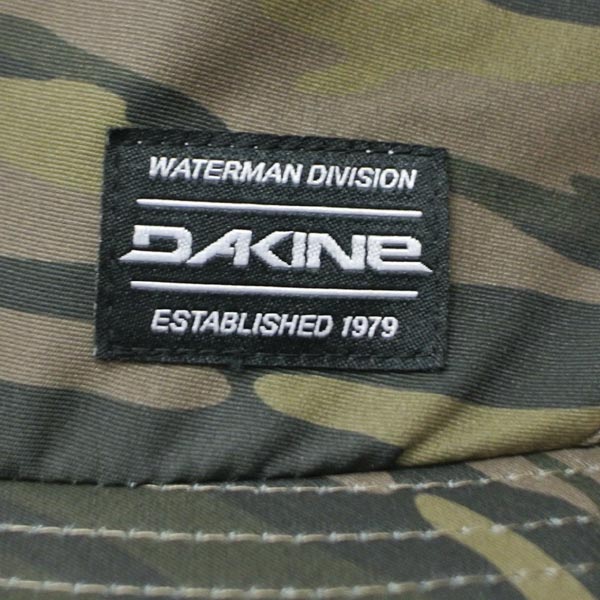 WATERMAN DIVISION
DAKINE
ESTABLISHED 1979